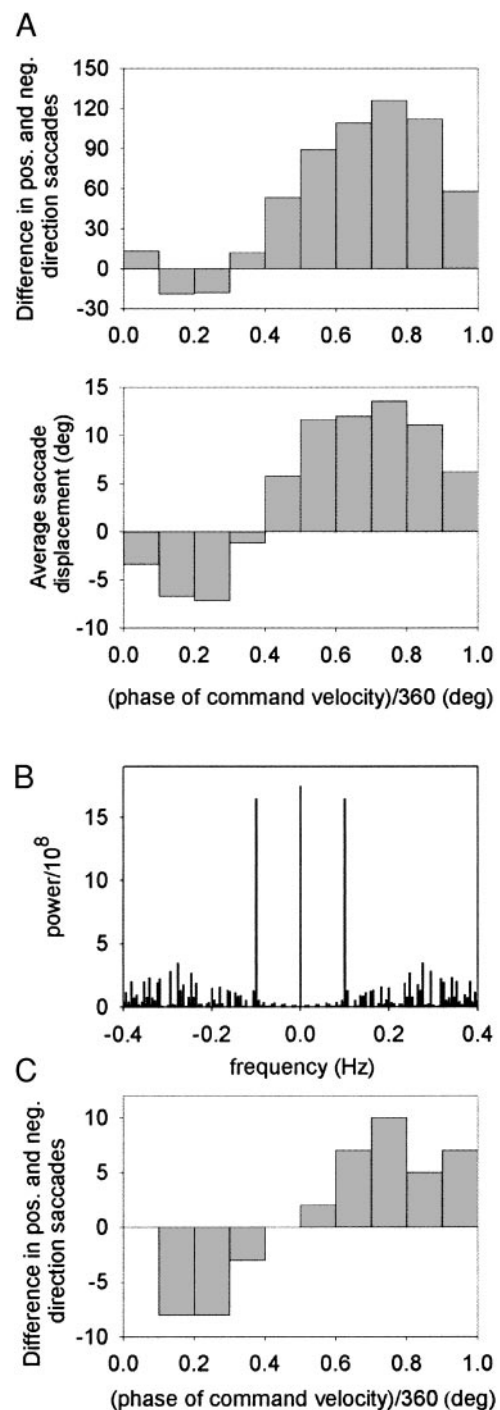 A
Difference in pos. and neg.
direction saccades
150
120
90
60
30
0
-30
0.0 0.2 0.4 0.6 0.8 1.0
Average saccade
displacement (deg)
15
10
5
0
-5
-10
0.0 0.2 0.4 0.6 0.8 1.0
(phase of command velocity)/360 (deg)
B
power/10⁸
15
10
5
0
-0.4 -0.2 0.0 0.2 0.4
frequency (Hz)
C
Difference in pos. and neg.
direction saccades
10
5
0
-5
-10
0.0 0.2 0.4 0.6 0.8 1.0
(phase of command velocity)/360 (deg)